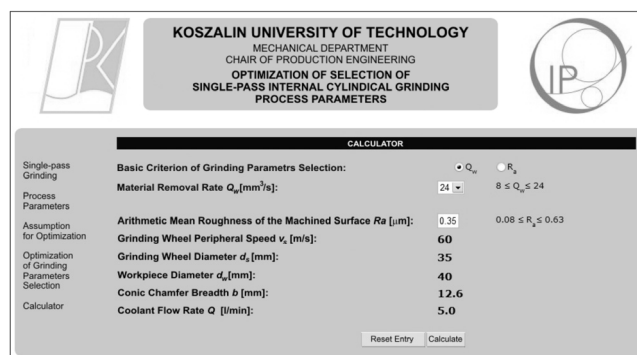 KOSZALIN UNIVERSITY OF TECHNOLOGY
MECHANICAL DEPARTMENT
CHAIR OF PRODUCTION ENGINEERING
OPTIMIZATION OF SELECTION OF
SINGLE-PASS INTERNAL CYLINDICAL GRINDING
PROCESS PARAMETERS
IP
CALCULATOR
Single-pass
Grinding
Process
Parameters
Assumption
for Optimization
Optimization
of Grinding
Parameters
Selection
Calculator
Basic Criterion of Grinding Parametrs Selection: Qw Ra
Material Removal Rate Qw[mm³/s]: 24 8 ≤ Qw ≤ 24
Arithmetic Mean Roughness of the Machined Surface Ra [μm]: 0.35 0.08 ≤ Ra ≤ 0.63
Grinding Wheel Peripheral Speed vs [m/s]: 60
Grinding Wheel Diameter ds [mm]: 35
Workpiece Diameter dw[mm]: 40
Conic Chamfer Breadth b [mm]: 12.6
Coolant Flow Rate Q [l/min]: 5.0
Reset Entry Calculate